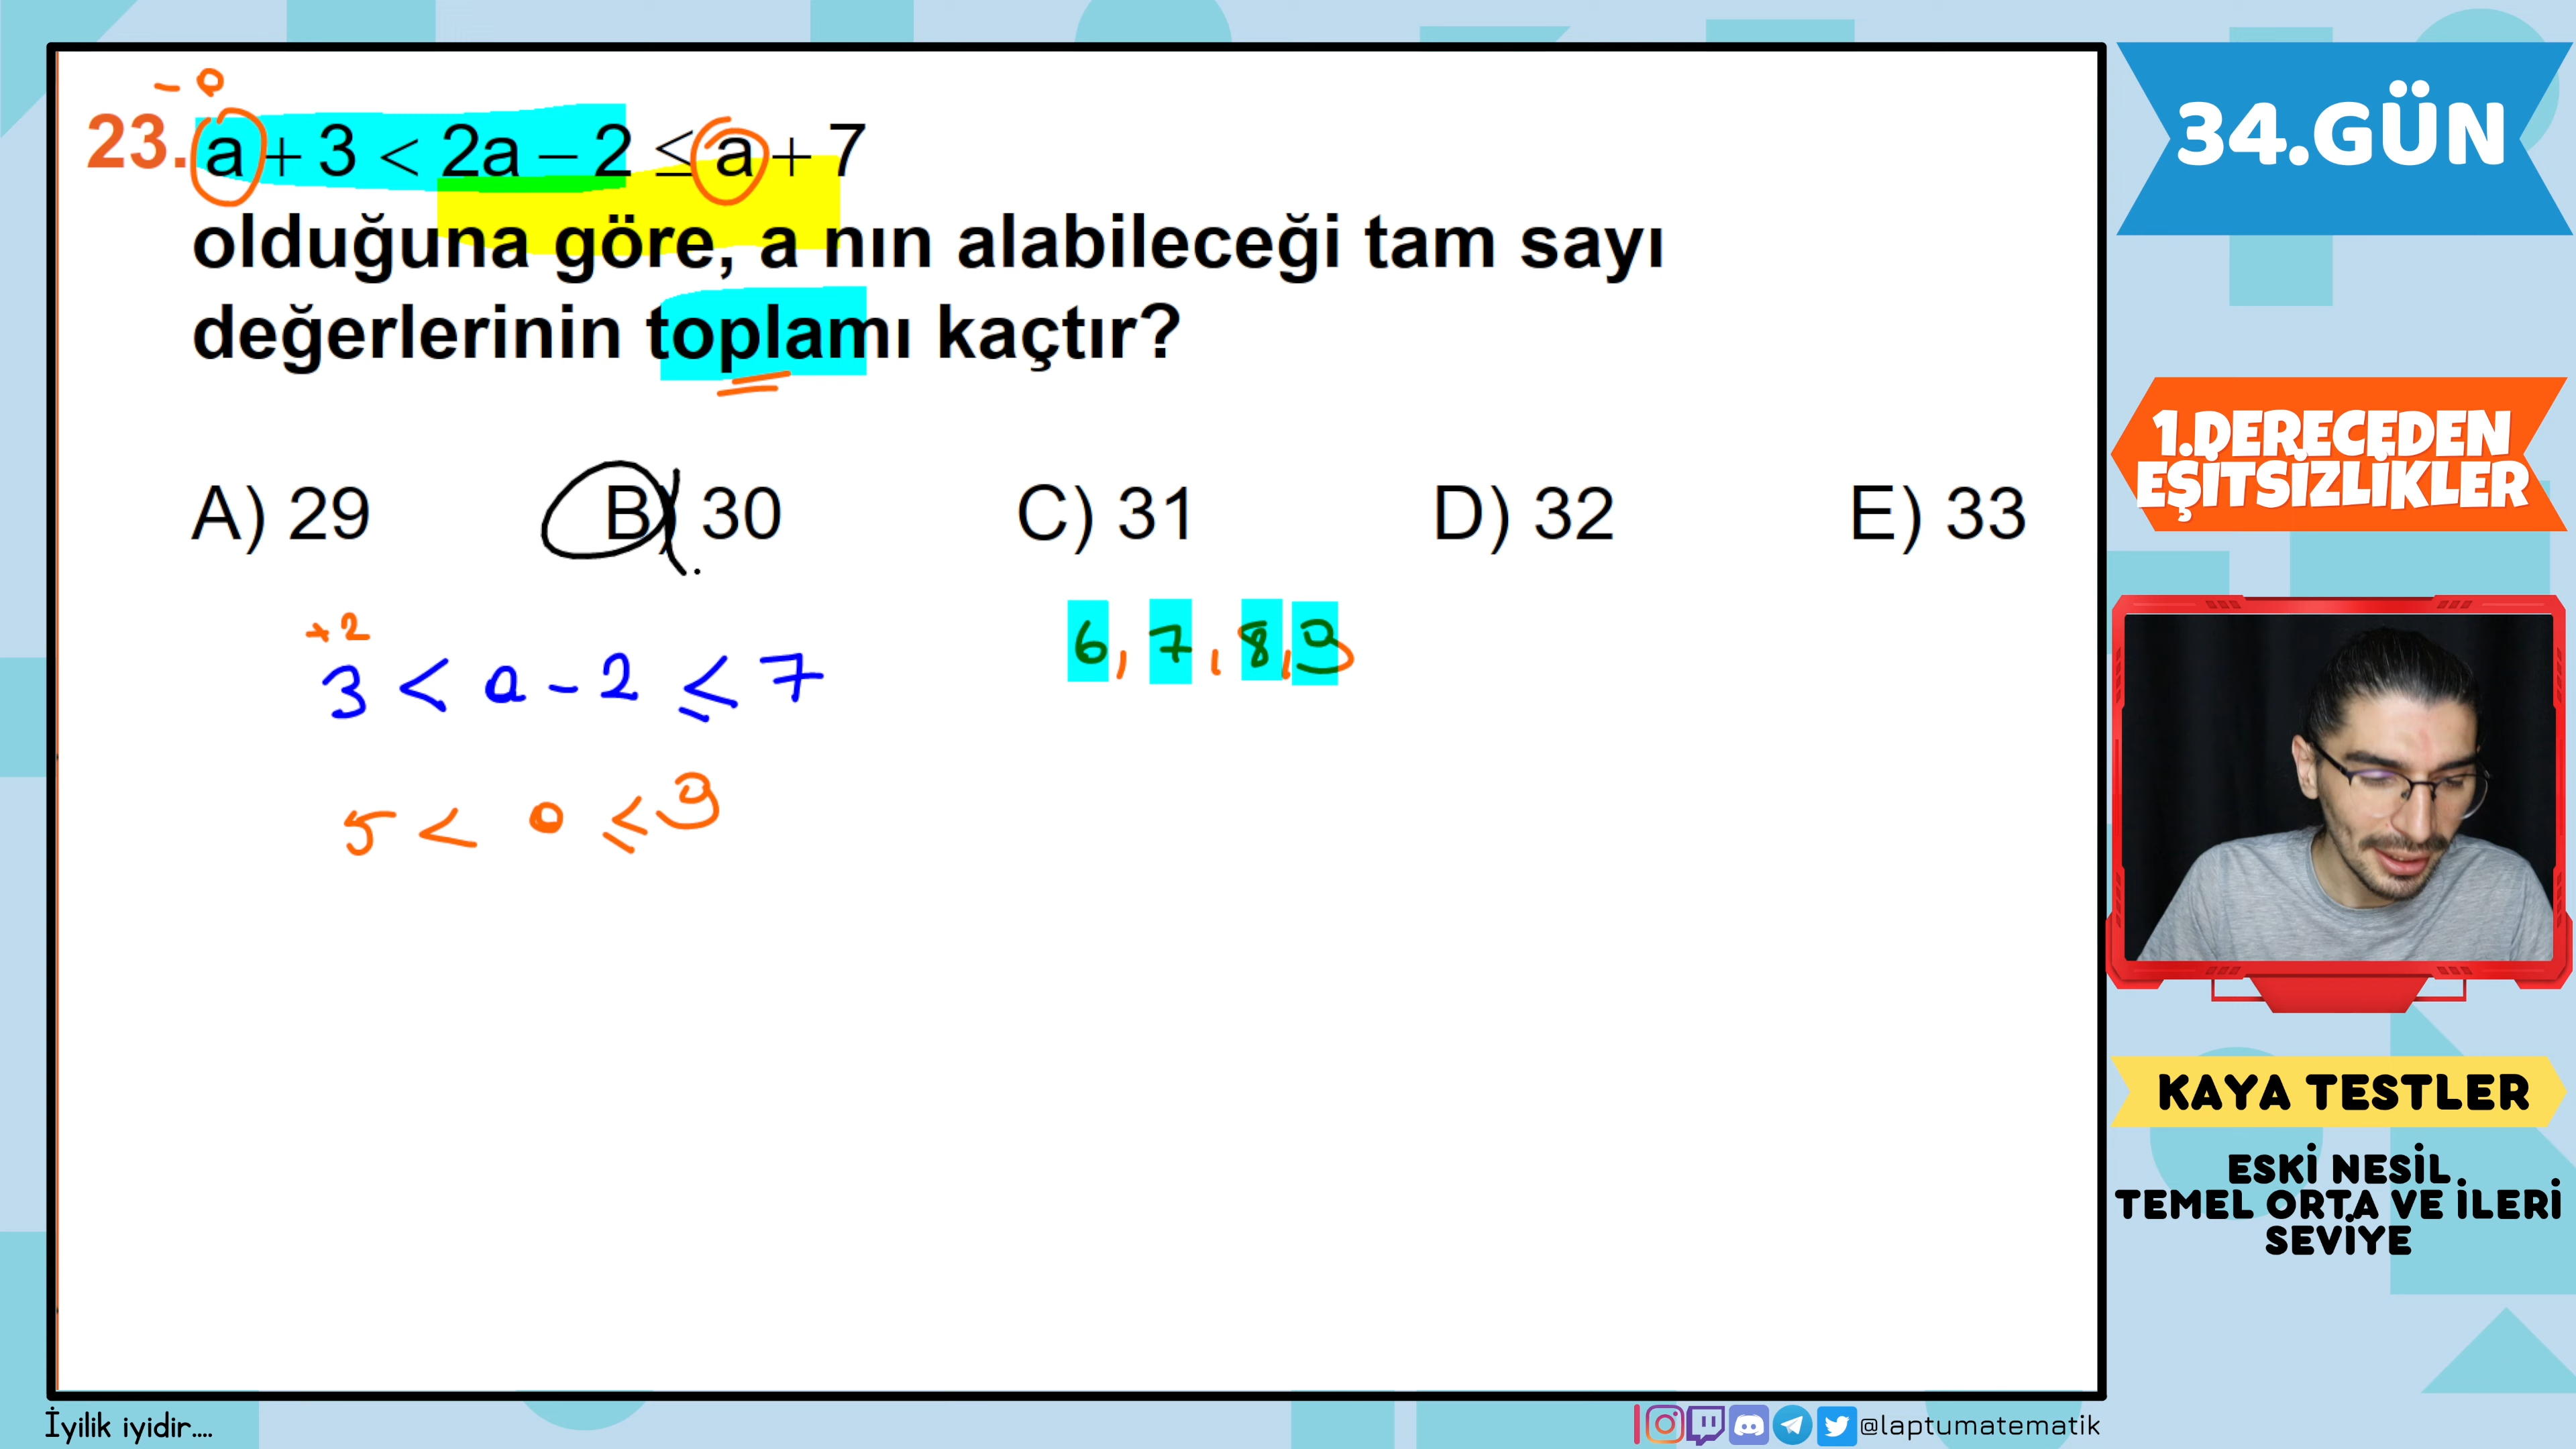 - a
23. a + 3 < 2a – 2 ≤ a + 7
olduğuna göre, a nın alabileceği tam sayı
değerlerinin toplamı kaçtır?
A) 29 B) 30 C) 31 D) 32 E) 33
+2
3 < a - 2 ≤ 7
6, 7, 8, 9
5 < a ≤ 9
34.GÜN
1.DERECEDEN
EŞİTSİZLİKLER
KAYA TESTLER
ESKİ NESİL
TEMEL ORTA VE İLERİ
SEVİYE
İyilik iyidir....
@laptumatematik